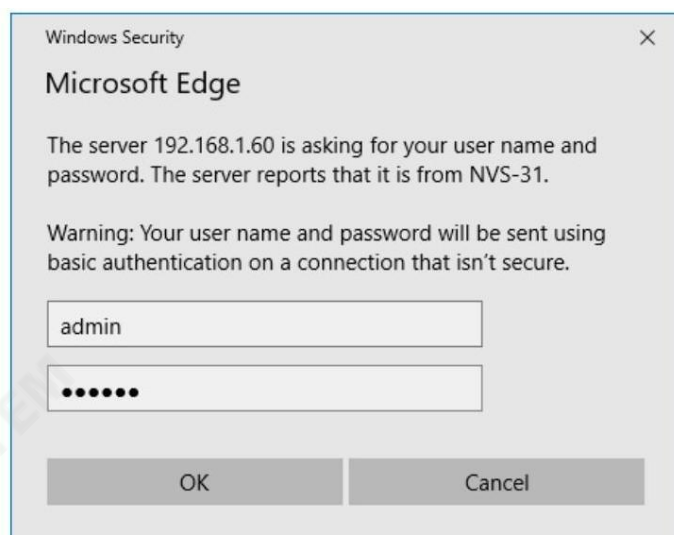 Windows Security
Microsoft Edge
The server 192.168.1.60 is asking for your user name and
password. The server reports that it is from NVS-31.
Warning: Your user name and password will be sent using
basic authentication on a connection that isn't secure.
admin
••••••
OK Cancel